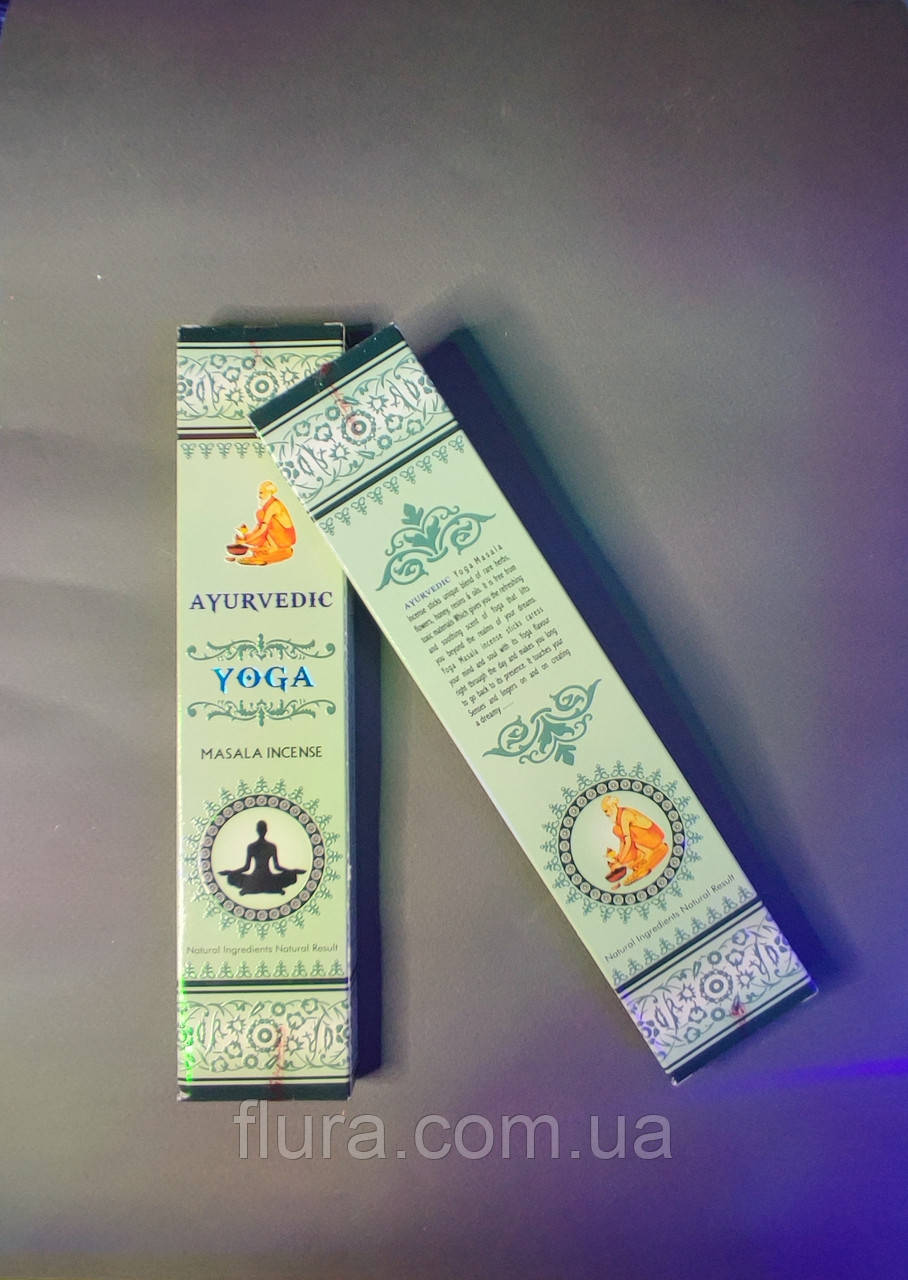 AYURVEDIC
YOGA
MASALA INCENSE
Natural Ingredients Natural Result
AYURVEDIC Yoga Masala
Incense sticks unique blend of rare herbs,
flowers, honey, resins & oils. it is free from
toxic materials Which gives you the refreshing
and soothing scent of Yoga that lifts
you beyond the realms of your dreams.
Yoga Masala incense sticks caress
your mind and soul with its Yoga flavour
right through the day and makes you long
to go back to its presence. It touches your
Senses and lingers on and on creating
a dreamy ......
Natural Ingredients Natural Result
flura.com.ua